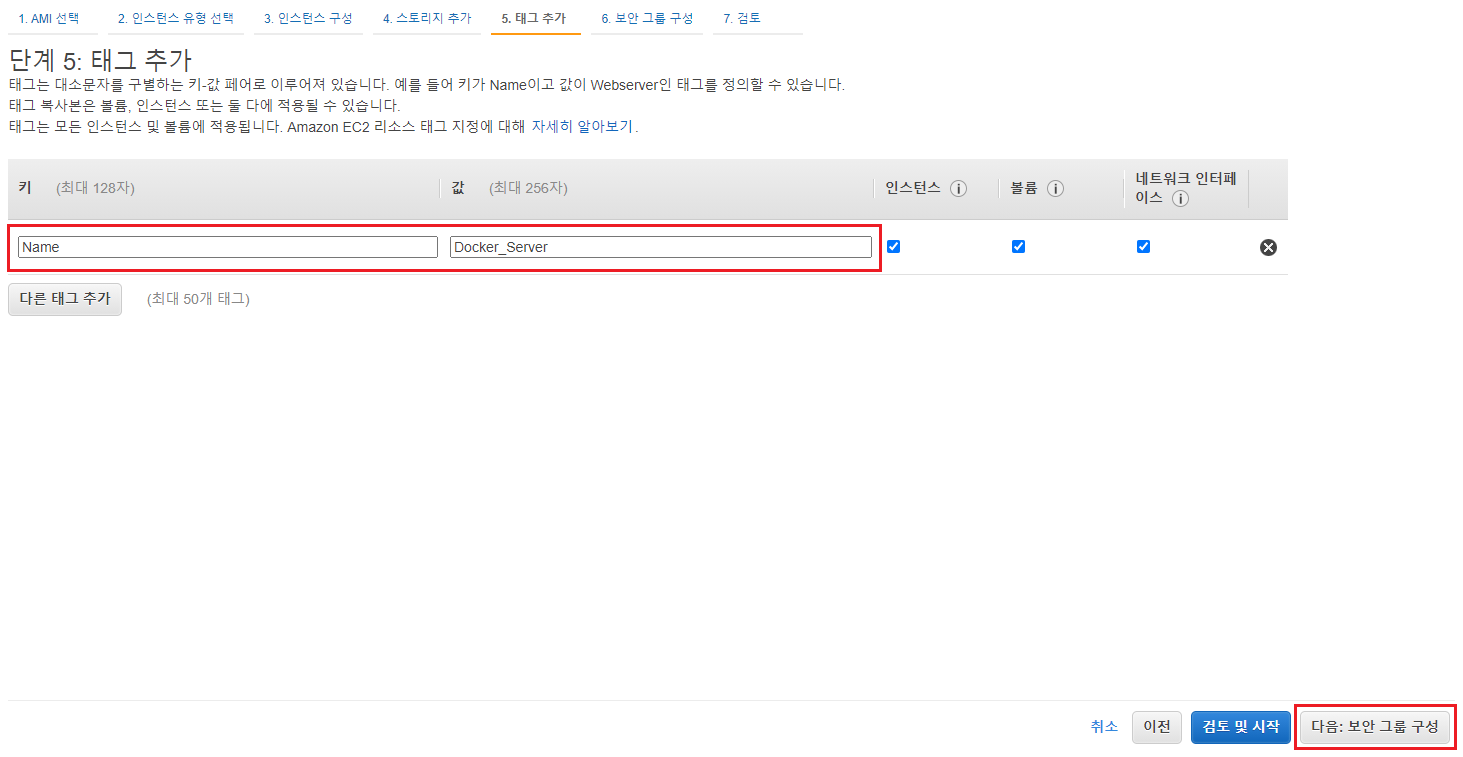 1. AMI 선택 2. 인스턴스 유형 선택 3. 인스턴스 구성 4. 스토리지 추가 5. 태그 추가 6. 보안 그룹 구성 7. 검토
단계 5: 태그 추가
태그는 대소문자를 구별하는 키-값 페어로 이루어져 있습니다. 예를 들어 키가 Name이고 값이 Webserver인 태그를 정의할 수 있습니다.
태그 복사본은 볼륨, 인스턴스 또는 둘 다에 적용될 수 있습니다.
태그는 모든 인스턴스 및 볼륨에 적용됩니다. Amazon EC2 리소스 태그 지정에 대해 자세히 알아보기.
키 (최대 128자) 값 (최대 256자) 인스턴스 i 볼륨 i 네트워크 인터페
이스 i
Name Docker_Server
다른 태그 추가 (최대 50개 태그)
취소 이전 검토 및 시작 다음: 보안 그룹 구성